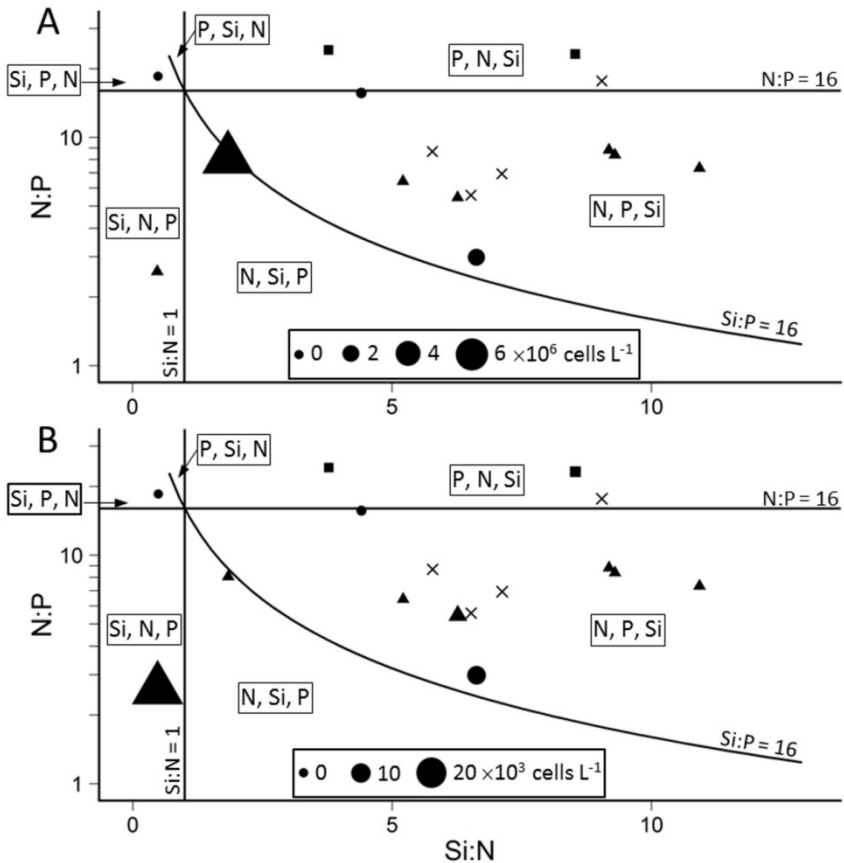 A
P, Si, N
P, N, Si
Si, P, N
N:P = 16
10
N:P
Si, N, P
N, P, Si
N, Si, P
Si:N = 1
Si:P = 16
0 2 4 6 ×10⁶ cells L⁻¹
1
0 5 10
B
P, Si, N
P, N, Si
Si, P, N
N:P = 16
10
N:P
Si, N, P
N, P, Si
N, Si, P
Si:N = 1
Si:P = 16
0 10 20 ×10³ cells L⁻¹
1
0 5 10
Si:N